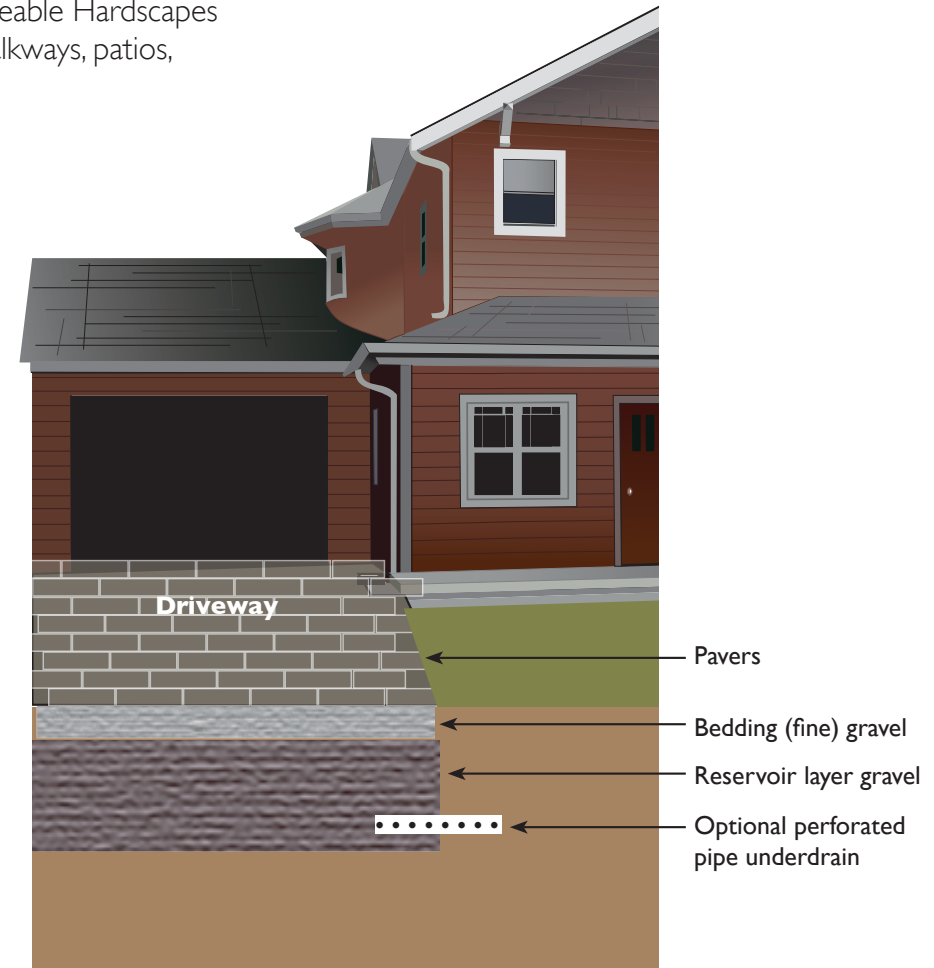 eable Hardscapes
lkways, patios,
Driveway
Pavers
Bedding (fine) gravel
Reservoir layer gravel
Optional perforated
pipe underdrain